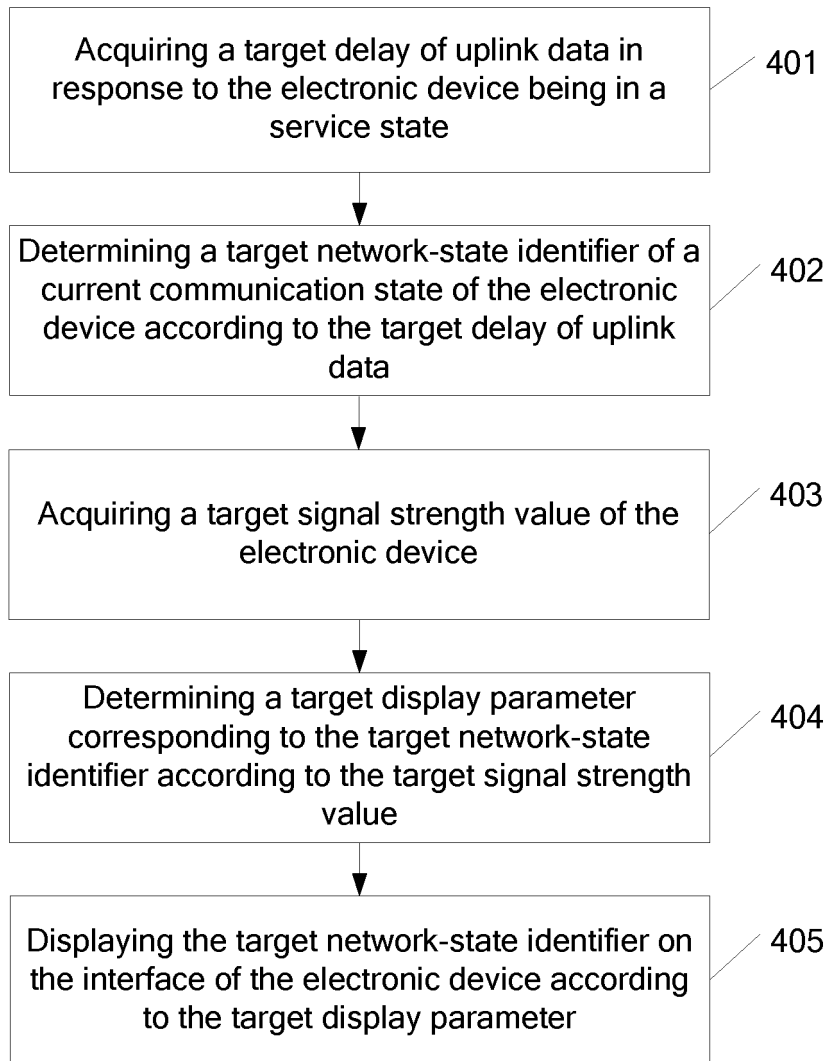 Acquiring a target delay of uplink data in
response to the electronic device being in a
service state
401
Determining a target network-state identifier of a
current communication state of the electronic
device according to the target delay of uplink
data
402
Acquiring a target signal strength value of the
electronic device
403
Determining a target display parameter
corresponding to the target network-state
identifier according to the target signal strength
value
404
Displaying the target network-state identifier on
the interface of the electronic device according
to the target display parameter
405